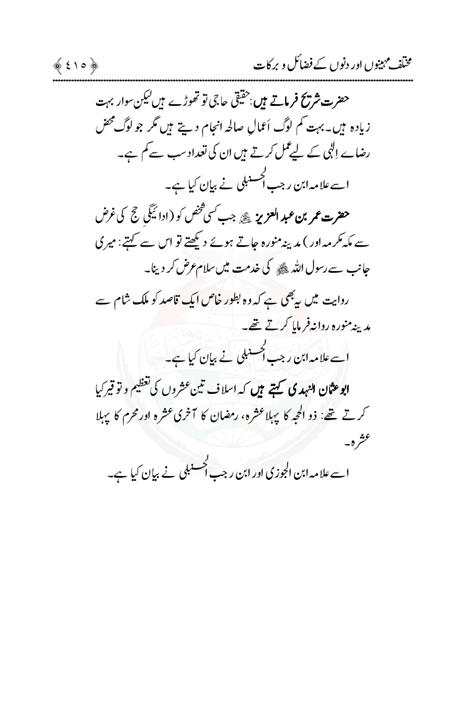 مختلف مہینوں اور دنوں کے فضائل و برکات ﴿ ٤١٥ ﴾
حضرت شریح فرماتے ہیں: حقیقی حاجی تو تھوڑے ہیں لیکن سوار بہت
زیادہ ہیں۔ بہت کم لوگ اَعمالِ صالحہ انجام دیتے ہیں مگر جو لوگ محض
رضاے اِلٰہی کے لیے عمل کرتے ہیں ان کی تعداد سب سے کم ہے۔
اسے علامہ ابن رجب الحنبلی نے بیان کیا ہے۔
حضرت عمر بن عبد العزیز جب کسی شخص کو (ادائیگیِ حج کی غرض
سے مکہ مکرمہ اور) مدینہ منورہ جاتے ہوئے دیکھتے تو اس سے کہتے: میری
جانب سے رسول اللہ ﷺ کی خدمت میں سلام عرض کر دینا۔
روایت میں یہ بھی ہے کہ وہ بطور خاص ایک قاصد کو ملک شام سے
مدینہ منورہ روانہ فرمایا کرتے تھے۔
اسے علامہ ابن رجب الحنبلی نے بیان کیا ہے۔
ابو عثمان النہدی کہتے ہیں کہ اسلاف تین عشروں کی تعظیم و توقیر کیا
کرتے تھے: ذو الحجہ کا پہلا عشرہ، رمضان کا آخری عشرہ اور محرم کا پہلا
عشرہ۔
اسے علامہ ابن الجوزی اور ابن رجب الحنبلی نے بیان کیا ہے۔